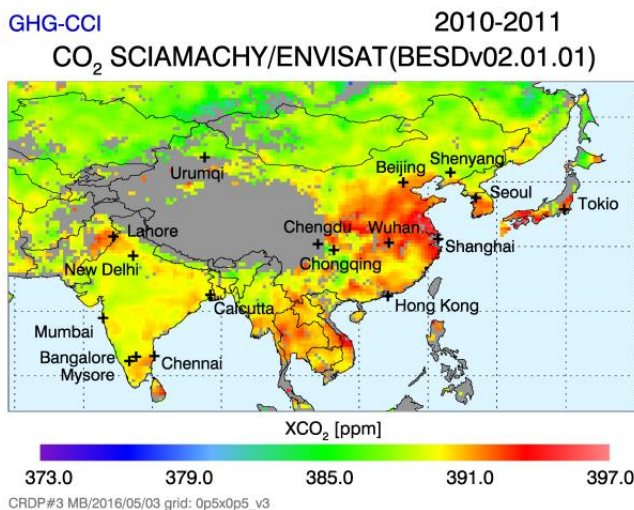 GHG-CCI
2010-2011
CO₂ SCIAMACHY/ENVISAT(BESDv02.01.01)
Urumqi
Beijing
Shenyang
Seoul
Tokio
Lahore
Chengdu
Wuhan
Shanghai
New Delhi
Chongqing
Calcutta
Hong Kong
Mumbai
Bangalore
Chennai
Mysore
XCO₂ [ppm]
373.0 379.0 385.0 391.0 397.0
CRDP#3 MB/2016/05/03 grid: 0p5x0p5_v3